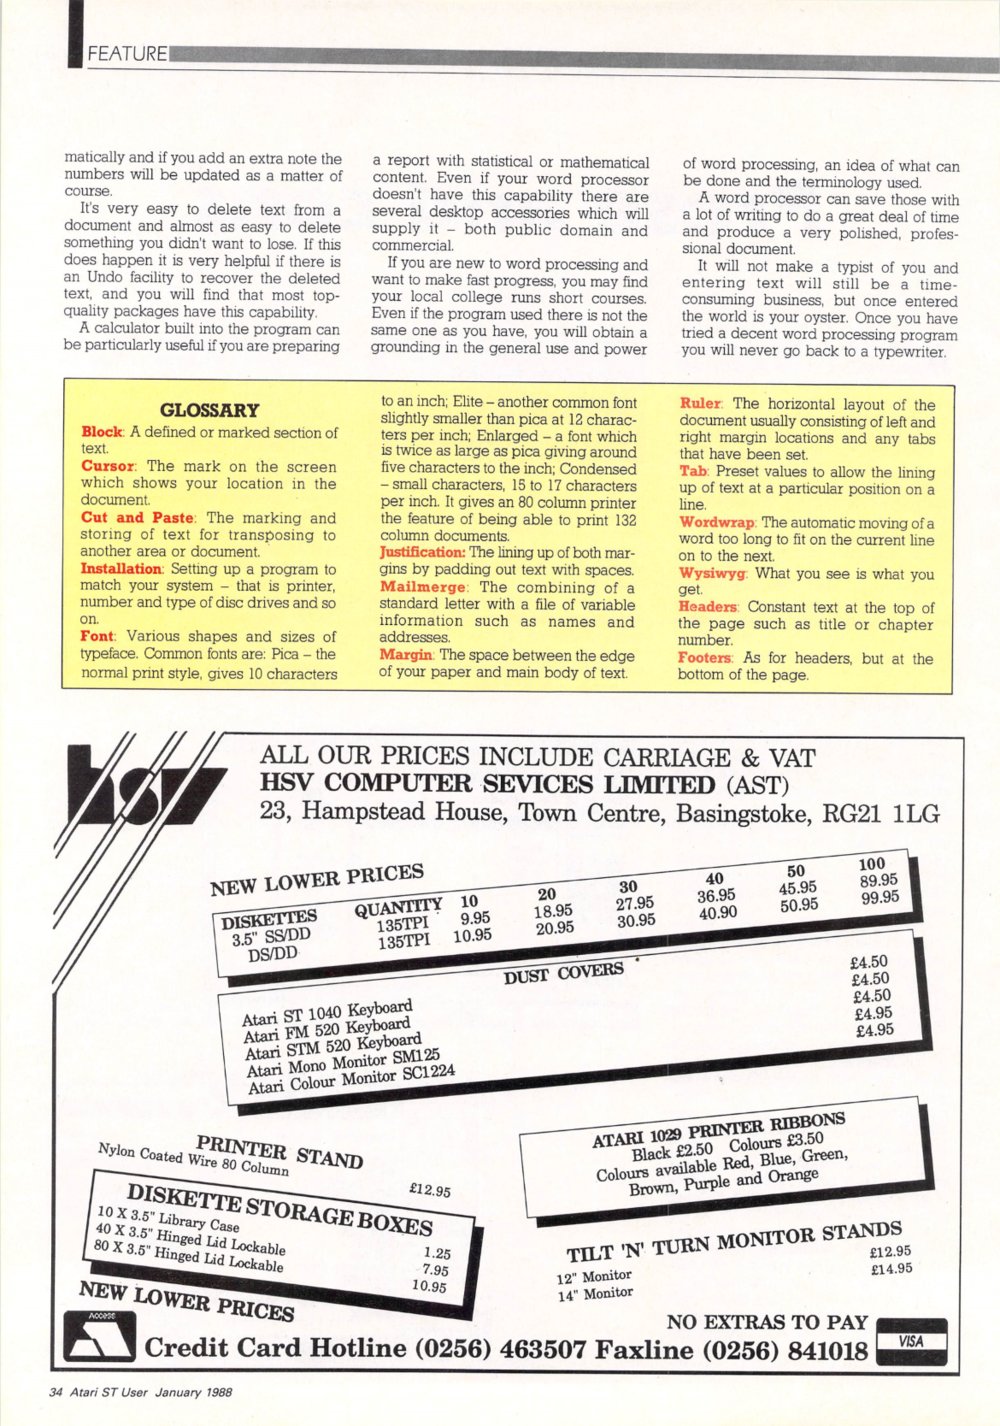 FEATURE
matically and if you add an extra note the
numbers will be updated as a matter of
course.
It's very easy to delete text from a
document and almost as easy to delete
something you didn't want to lose. If this
does happen it is very helpful if there is
an Undo facility to recover the deleted
text, and you will find that most top-
quality packages have this capability.
A calculator built into the program can
be particularly useful if you are preparing
a report with statistical or mathematical
content. Even if your word processor
doesn't have this capability there are
several desktop accessories which will
supply it – both public domain and
commercial.
If you are new to word processing and
want to make fast progress, you may find
your local college runs short courses.
Even if the program used there is not the
same one as you have, you will obtain a
grounding in the general use and power
of word processing, an idea of what can
be done and the terminology used.
A word processor can save those with
a lot of writing to do a great deal of time
and produce a very polished, profes-
sional document.
It will not make a typist of you and
entering text will still be a time-
consuming business, but once entered
the world is your oyster. Once you have
tried a decent word processing program
you will never go back to a typewriter.
GLOSSARY
Block: A defined or marked section of
text.
Cursor: The mark on the screen
which shows your location in the
document.
Cut and Paste: The marking and
storing of text for transposing to
another area or document.
Installation: Setting up a program to
match your system – that is printer,
number and type of disc drives and so
on.
Font: Various shapes and sizes of
typeface. Common fonts are: Pica – the
normal print style, gives 10 characters
to an inch; Elite – another common font
slightly smaller than pica at 12 charac-
ters per inch; Enlarged – a font which
is twice as large as pica giving around
five characters to the inch; Condensed
– small characters, 15 to 17 characters
per inch. It gives an 80 column printer
the feature of being able to print 132
column documents.
Justification: The lining up of both mar-
gins by padding out text with spaces.
Mailmerge: The combining of a
standard letter with a file of variable
information such as names and
addresses.
Margin: The space between the edge
of your paper and main body of text.
Ruler: The horizontal layout of the
document usually consisting of left and
right margin locations and any tabs
that have been set.
Tab: Preset values to allow the lining
up of text at a particular position on a
line.
Wordwrap: The automatic moving of a
word too long to fit on the current line
on to the next.
Wysiwyg: What you see is what you
get.
Headers: Constant text at the top of
the page such as title or chapter
number.
Footers: As for headers, but at the
bottom of the page.
hsv
ALL OUR PRICES INCLUDE CARRIAGE & VAT
HSV COMPUTER SEVICES LIMITED (AST)
23, Hampstead House, Town Centre, Basingstoke, RG21 1LG
NEW LOWER PRICES
DISKETTES QUANTITY 10 20 30 40 50 100
3.5" SS/DD 135TPI 9.95 18.95 27.95 36.95 45.95 89.95
DS/DD 135TPI 10.95 20.95 30.95 40.90 50.95 99.95
DUST COVERS
Atari ST 1040 Keyboard £4.50
Atari FM 520 Keyboard £4.50
Atari STM 520 Keyboard £4.50
Atari Mono Monitor SM125 £4.95
Atari Colour Monitor SC1224 £4.95
PRINTER STAND
Nylon Coated Wire 80 Column £12.95
DISKETTE STORAGE BOXES
10 X 3.5" Library Case 1.25
40 X 3.5" Hinged Lid Lockable 7.95
80 X 3.5" Hinged Lid Lockable 10.95
NEW LOWER PRICES
ATARI 1029 PRINTER RIBBONS
Black £2.50 Colours £3.50
Colours available Red, Blue, Green,
Brown, Purple and Orange
TILT 'N' TURN MONITOR STANDS
12" Monitor £12.95
14" Monitor £14.95
NO EXTRAS TO PAY
Access
Credit Card Hotline (0256) 463507 Faxline (0256) 841018
VISA
34 Atari ST User January 1988